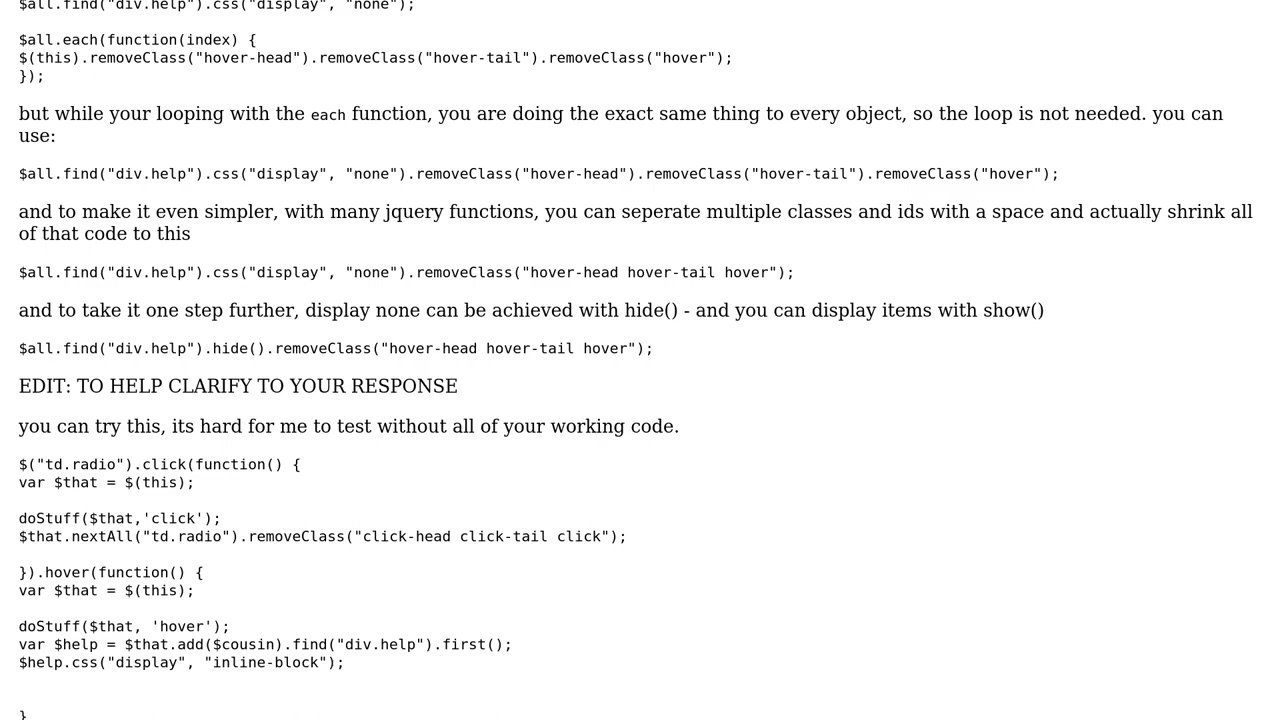 $all.find("div.help").css("display", "none");
$all.each(function(index) {
$(this).removeClass("hover-head").removeClass("hover-tail").removeClass("hover");
});
but while your looping with the each function, you are doing the exact same thing to every object, so the loop is not needed. you can
use:
$all.find("div.help").css("display", "none").removeClass("hover-head").removeClass("hover-tail").removeClass("hover");
and to make it even simpler, with many jquery functions, you can seperate multiple classes and ids with a space and actually shrink all
of that code to this
$all.find("div.help").css("display", "none").removeClass("hover-head hover-tail hover");
and to take it one step further, display none can be achieved with hide() - and you can display items with show()
$all.find("div.help").hide().removeClass("hover-head hover-tail hover");
EDIT: TO HELP CLARIFY TO YOUR RESPONSE
you can try this, its hard for me to test without all of your working code.
$("td.radio").click(function() {
var $that = $(this);
doStuff($that,'click');
$that.nextAll("td.radio").removeClass("click-head click-tail click");
}).hover(function() {
var $that = $(this);
doStuff($that, 'hover');
var $help = $that.add($cousin).find("div.help").first();
$help.css("display", "inline-block");
}